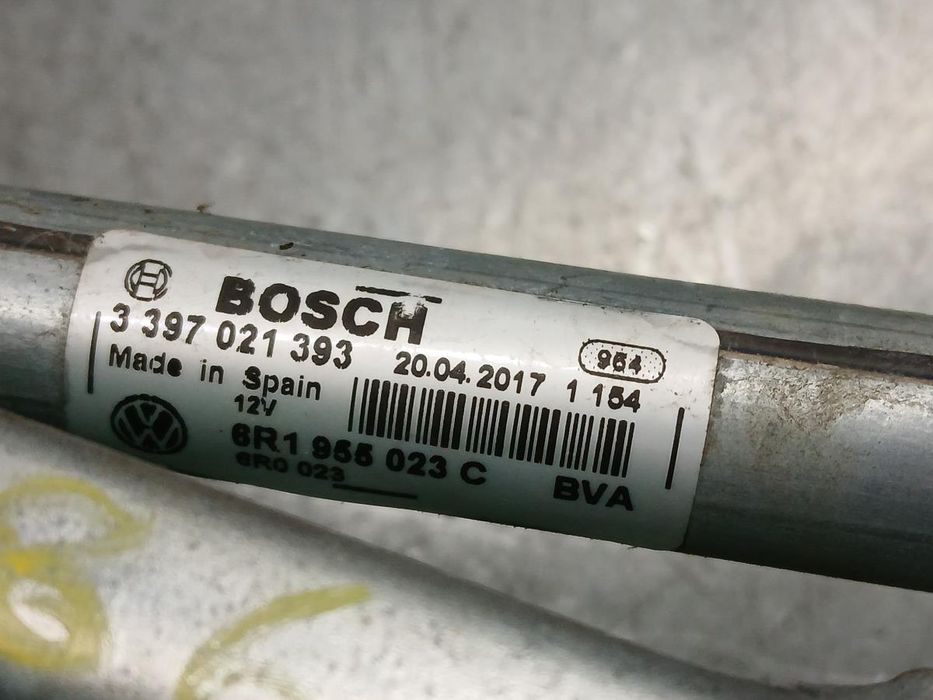 BOSCH
3 397 021 393 20.04.2017 1 154
964
Made in Spain
12V
6R1 955 023 C
6R0 023
BVA